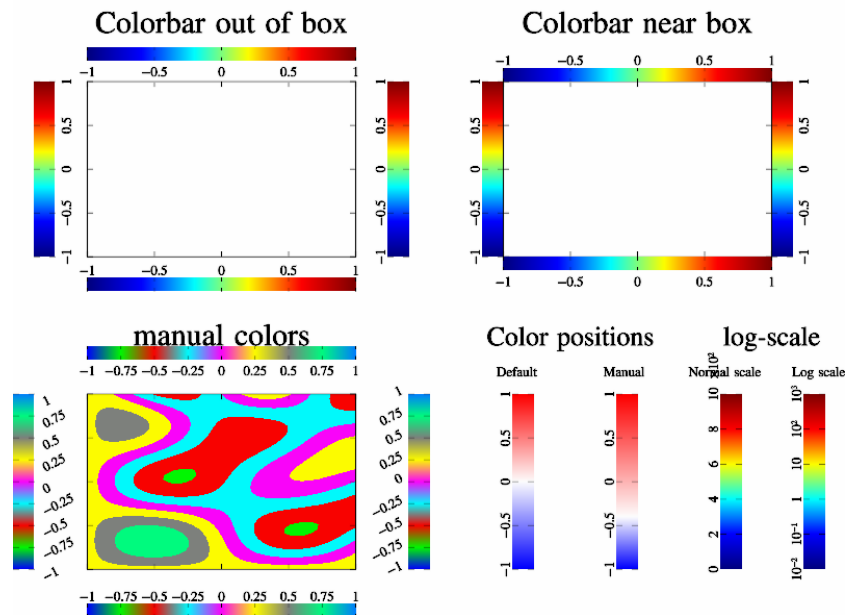 Colorbar out of box
−1 −0.5 0 0.5 1
1 0.5 0 −0.5 −1
1 0.5 0 −0.5 −1
−1 −0.5 0 0.5 1
Colorbar near box
−1 −0.5 0 0.5 1
1 0.5 0 −0.5 −1
1 0.5 0 −0.5 −1
−1 −0.5 0 0.5 1
manual colors
−1 −0.75 −0.5 −0.25 0 0.25 0.5 0.75 1
1 0.75 0.5 0.25 0 −0.25 −0.5 −0.75 −1
1 0.75 0.5 0.25 0 −0.25 −0.5 −0.75 −1
−1 −0.75 −0.5 −0.25 0 0.25 0.5 0.75 1
Color positions
Default
1 0.5 0 −0.5 −1
Manual
1 0.5 0 −0.5 −1
log-scale
Normal scale
10 8 6 4 2 0
Log scale
10³ 10² 10 1 10⁻¹ 10⁻²